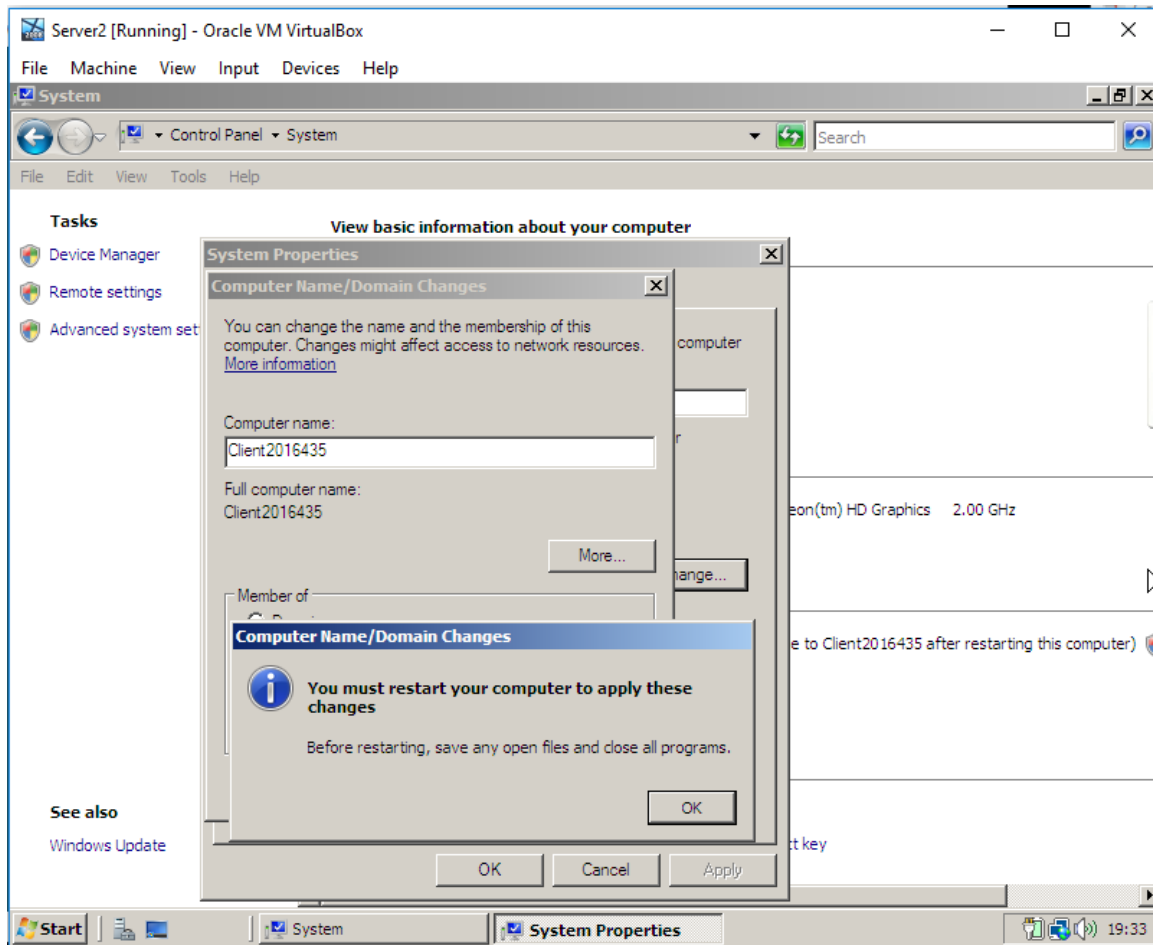 Server2 [Running] - Oracle VM VirtualBox
File Machine View Input Devices Help
System
Control Panel System
Search
File Edit View Tools Help
Tasks
Device Manager
Remote settings
Advanced system set
View basic information about your computer
System Properties
computer
Computer Name/Domain Changes
You can change the name and the membership of this
computer. Changes might affect access to network resources.
More information
Computer name:
Client2016435
Full computer name:
Client2016435
More...
hange...
Member of
eon(tm) HD Graphics 2.00 GHz
e to Client2016435 after restarting this computer)
Computer Name/Domain Changes
You must restart your computer to apply these
changes
Before restarting, save any open files and close all programs.
OK
See also
Windows Update
ct key
OK Cancel Apply
Start System System Properties 19:33